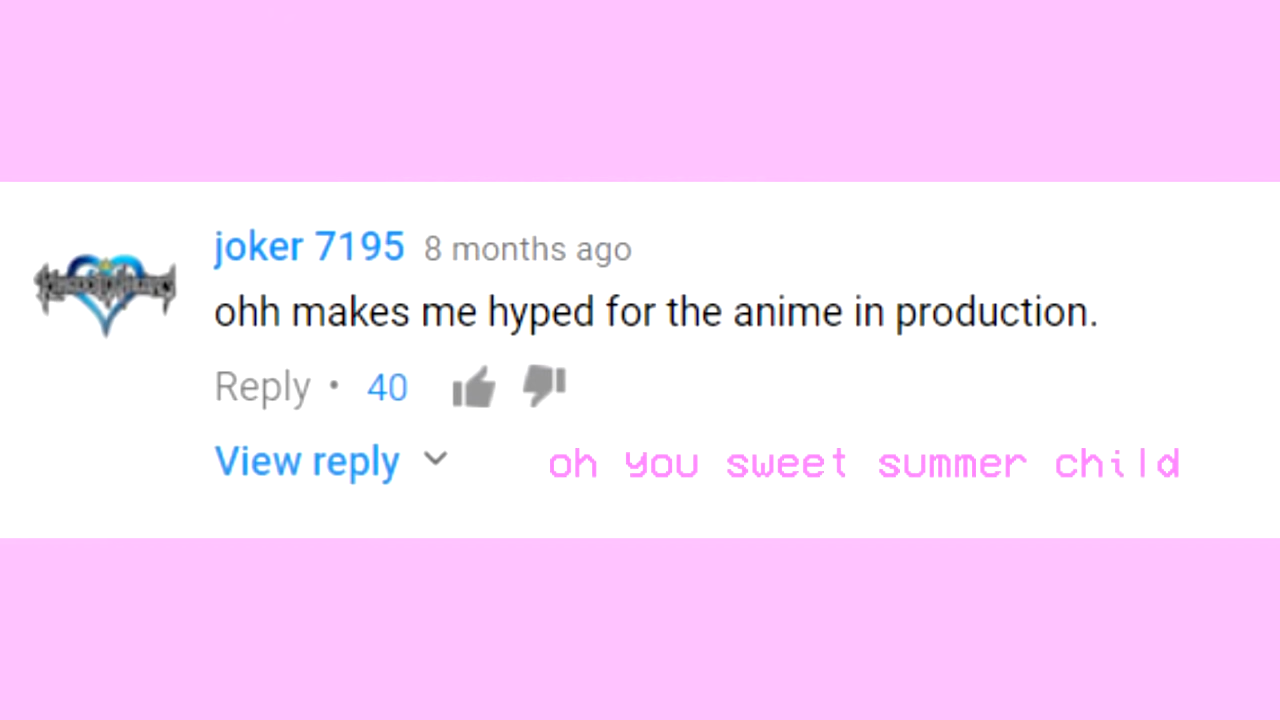 joker 7195 8 months ago
ohh makes me hyped for the anime in production.
Reply • 40
View reply
oh you sweet summer child